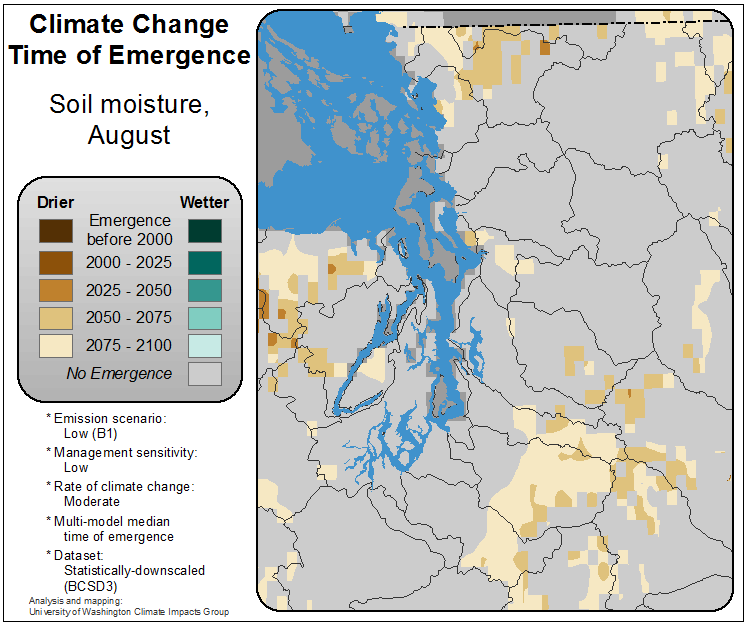 Climate Change
Time of Emergence
Soil moisture,
August
Drier Wetter
Emergence
before 2000
2000 - 2025
2025 - 2050
2050 - 2075
2075 - 2100
No Emergence
* Emission scenario:
Low (B1)
* Management sensitivity:
Low
* Rate of climate change:
Moderate
* Multi-model median
time of emergence
* Dataset:
Statistically-downscaled
(BCSD3)
Analysis and mapping:
University of Washington Climate Impacts Group